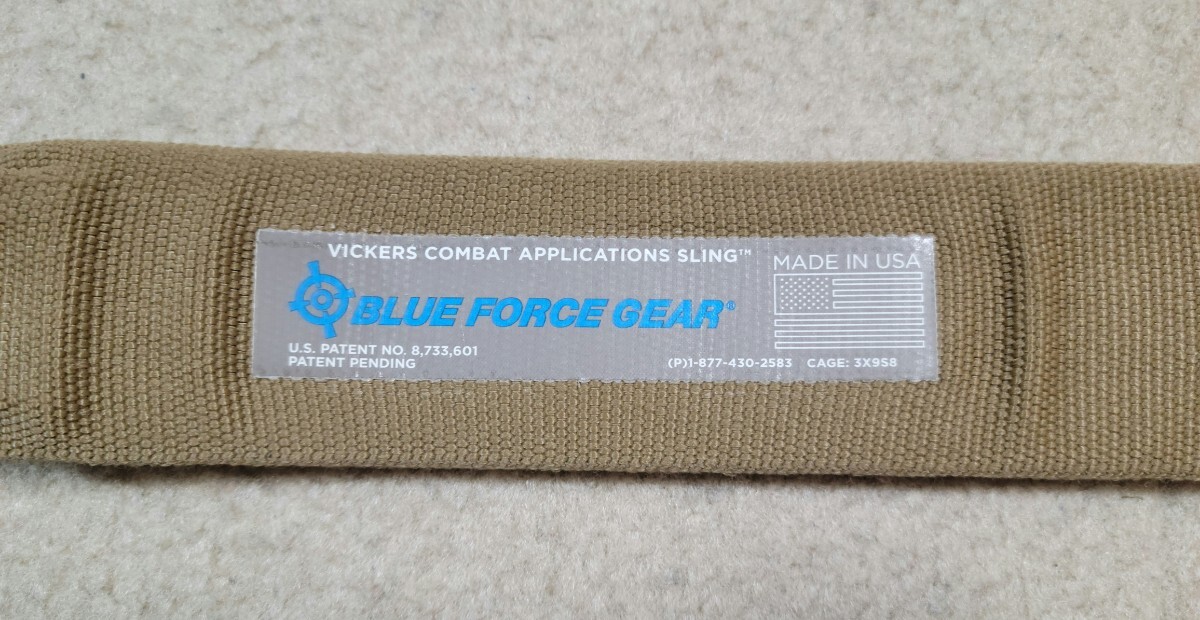 VICKERS COMBAT APPLICATIONS SLING™
MADE IN USA
BLUE FORCE GEAR®
U.S. PATENT NO. 8,733,601
PATENT PENDING
(P)1-877-430-2583 CAGE: 3X9S8